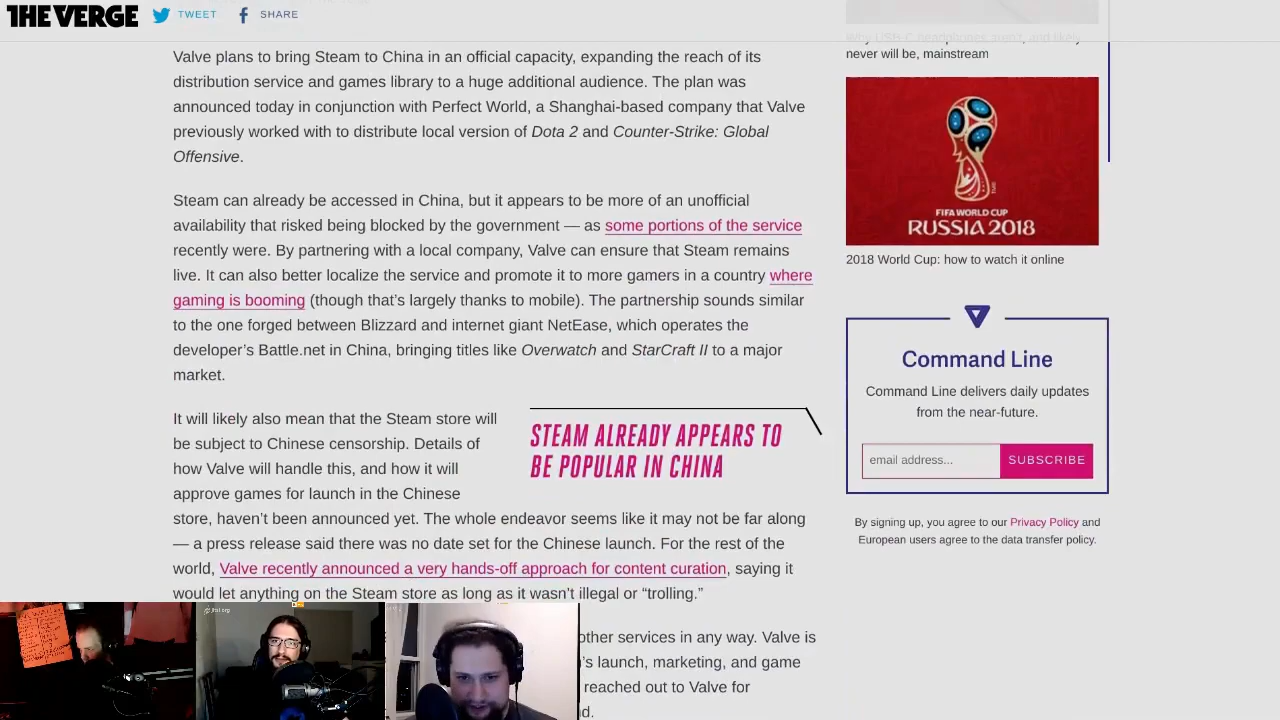 THE VERGE
TWEET
SHARE
Valve plans to bring Steam to China in an official capacity, expanding the reach of its
distribution service and games library to a huge additional audience. The plan was
announced today in conjunction with Perfect World, a Shanghai-based company that Valve
previously worked with to distribute local version of Dota 2 and Counter-Strike: Global
Offensive.
Steam can already be accessed in China, but it appears to be more of an unofficial
availability that risked being blocked by the government — as some portions of the service
recently were. By partnering with a local company, Valve can ensure that Steam remains
live. It can also better localize the service and promote it to more gamers in a country where
gaming is booming (though that’s largely thanks to mobile). The partnership sounds similar
to the one forged between Blizzard and internet giant NetEase, which operates the
developer’s Battle.net in China, bringing titles like Overwatch and StarCraft II to a major
market.
It will likely also mean that the Steam store will
be subject to Chinese censorship. Details of
how Valve will handle this, and how it will
approve games for launch in the Chinese
store, haven’t been announced yet. The whole endeavor seems like it may not be far along
— a press release said there was no date set for the Chinese launch. For the rest of the
world, Valve recently announced a very hands-off approach for content curation, saying it
would let anything on the Steam store as long as it wasn’t illegal or “trolling.”
STEAM ALREADY APPEARS TO
BE POPULAR IN CHINA
other services in any way. Valve is
’s launch, marketing, and game
reached out to Valve for
d.
Why USB-C headphones aren’t, and likely
never will be, mainstream
FIFA WORLD CUP
RUSSIA 2018
2018 World Cup: how to watch it online
Command Line
Command Line delivers daily updates
from the near-future.
email address...
SUBSCRIBE
By signing up, you agree to our Privacy Policy and
European users agree to the data transfer policy.